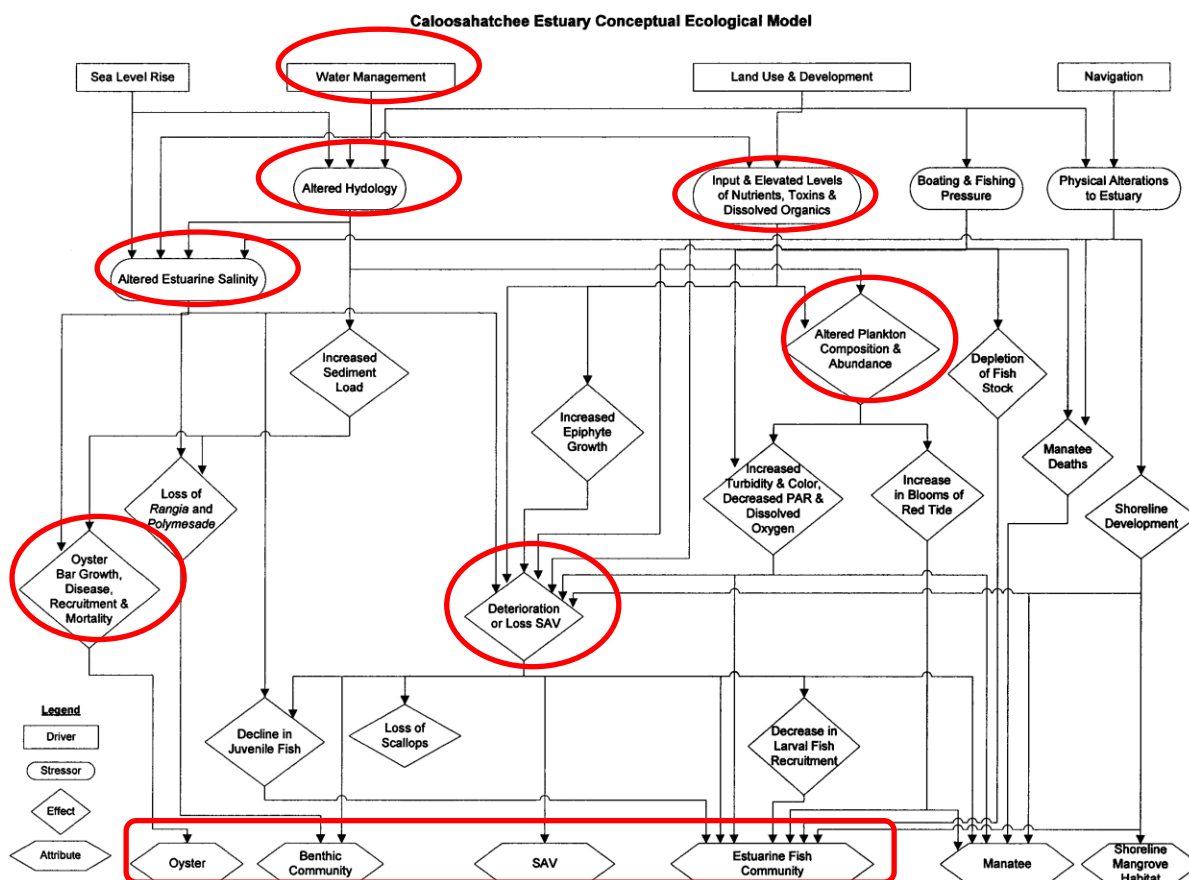 Caloosahatchee Estuary Conceptual Ecological Model
Sea Level Rise
Water Management
Land Use & Development
Navigation
Altered Hydology
Input & Elevated Levels
of Nutrients, Toxins &
Dissolved Organics
Boating & Fishing
Pressure
Physical Alterations
to Estuary
Altered Estuarine Salinity
Increased
Sediment
Load
Altered Plankton
Composition &
Abundance
Depletion
of Fish
Stock
Increased
Epiphyte
Growth
Manatee
Deaths
Loss of
Rangia and
Polymesade
Increased
Turbidity & Color,
Decreased PAR &
Dissolved
Oxygen
Increase
in Blooms of
Red Tide
Shoreline
Development
Oyster
Bar Growth,
Disease,
Recruitment &
Mortality
Deterioration
or Loss SAV
Legend
Driver
Stressor
Effect
Attribute
Decline in
Juvenile Fish
Loss of
Scallops
Decrease in
Larval Fish
Recruitment
Oyster
Benthic
Community
SAV
Estuarine Fish
Community
Manatee
Shoreline
Mangrove
Habitat